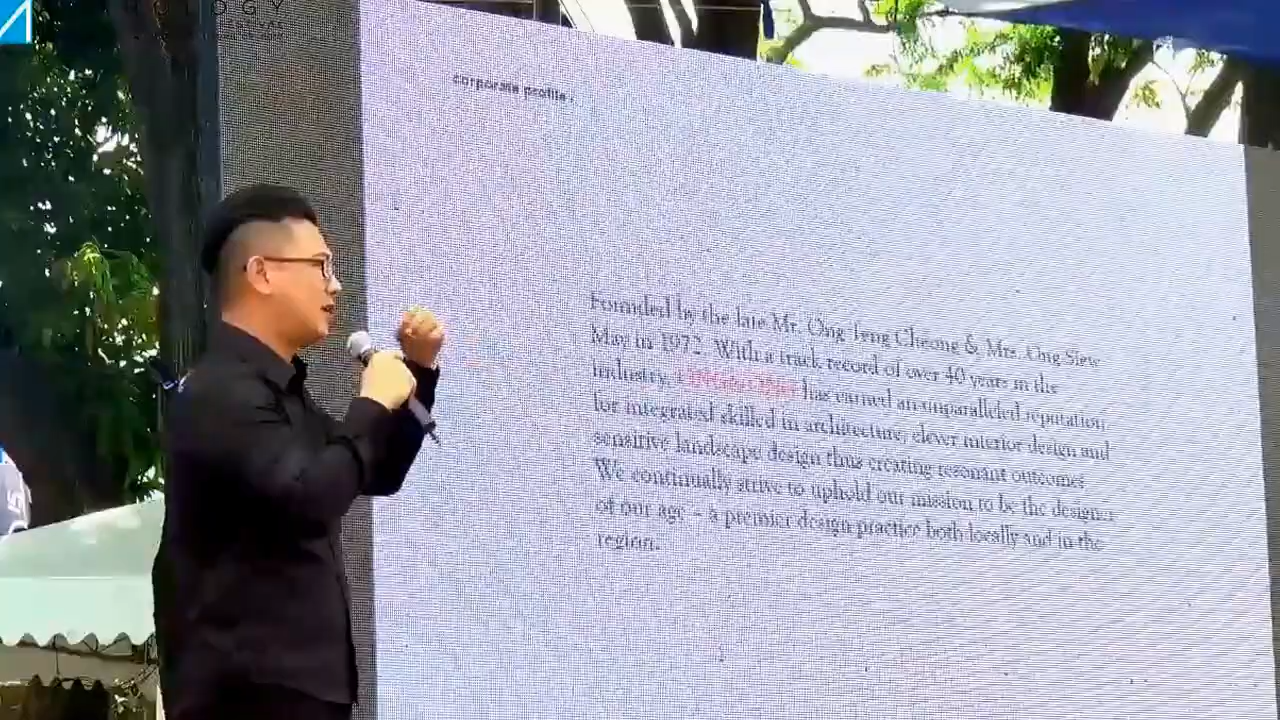 OGY
corporate profile .
Founded by the late Mr. Ong Teng Cheong & Mrs. Ong Siew
May in 1972. With a track record of over 40 years in the
industry, has earned an unparalleled reputation
for integrated skilled in architecture, clever interior design and
sensitive landscape design thus creating resonant outcomes.
We continually strive to uphold our mission to be the designer
of our age – a premier design practice both locally and in the
region.